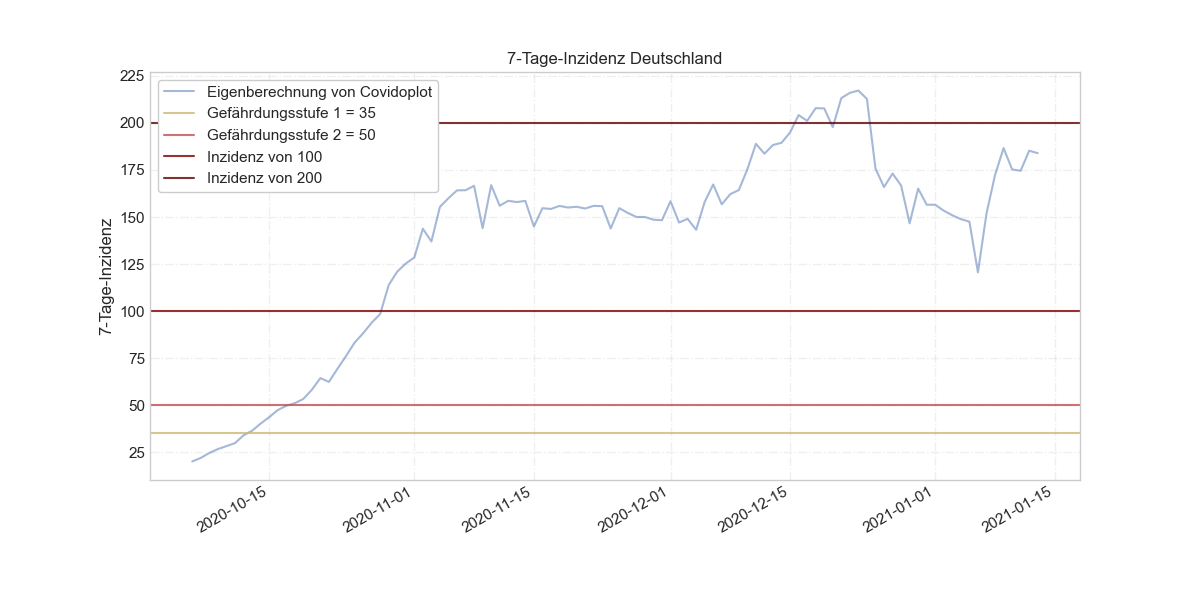 7-Tage-Inzidenz Deutschland
Eigenberechnung von Covidoplot
Gefährdungsstufe 1 = 35
Gefährdungsstufe 2 = 50
Inzidenz von 100
Inzidenz von 200
7-Tage-Inzidenz
225
200
175
150
125
100
75
50
25
2020-10-15
2020-11-01
2020-11-15
2020-12-01
2020-12-15
2021-01-01
2021-01-15